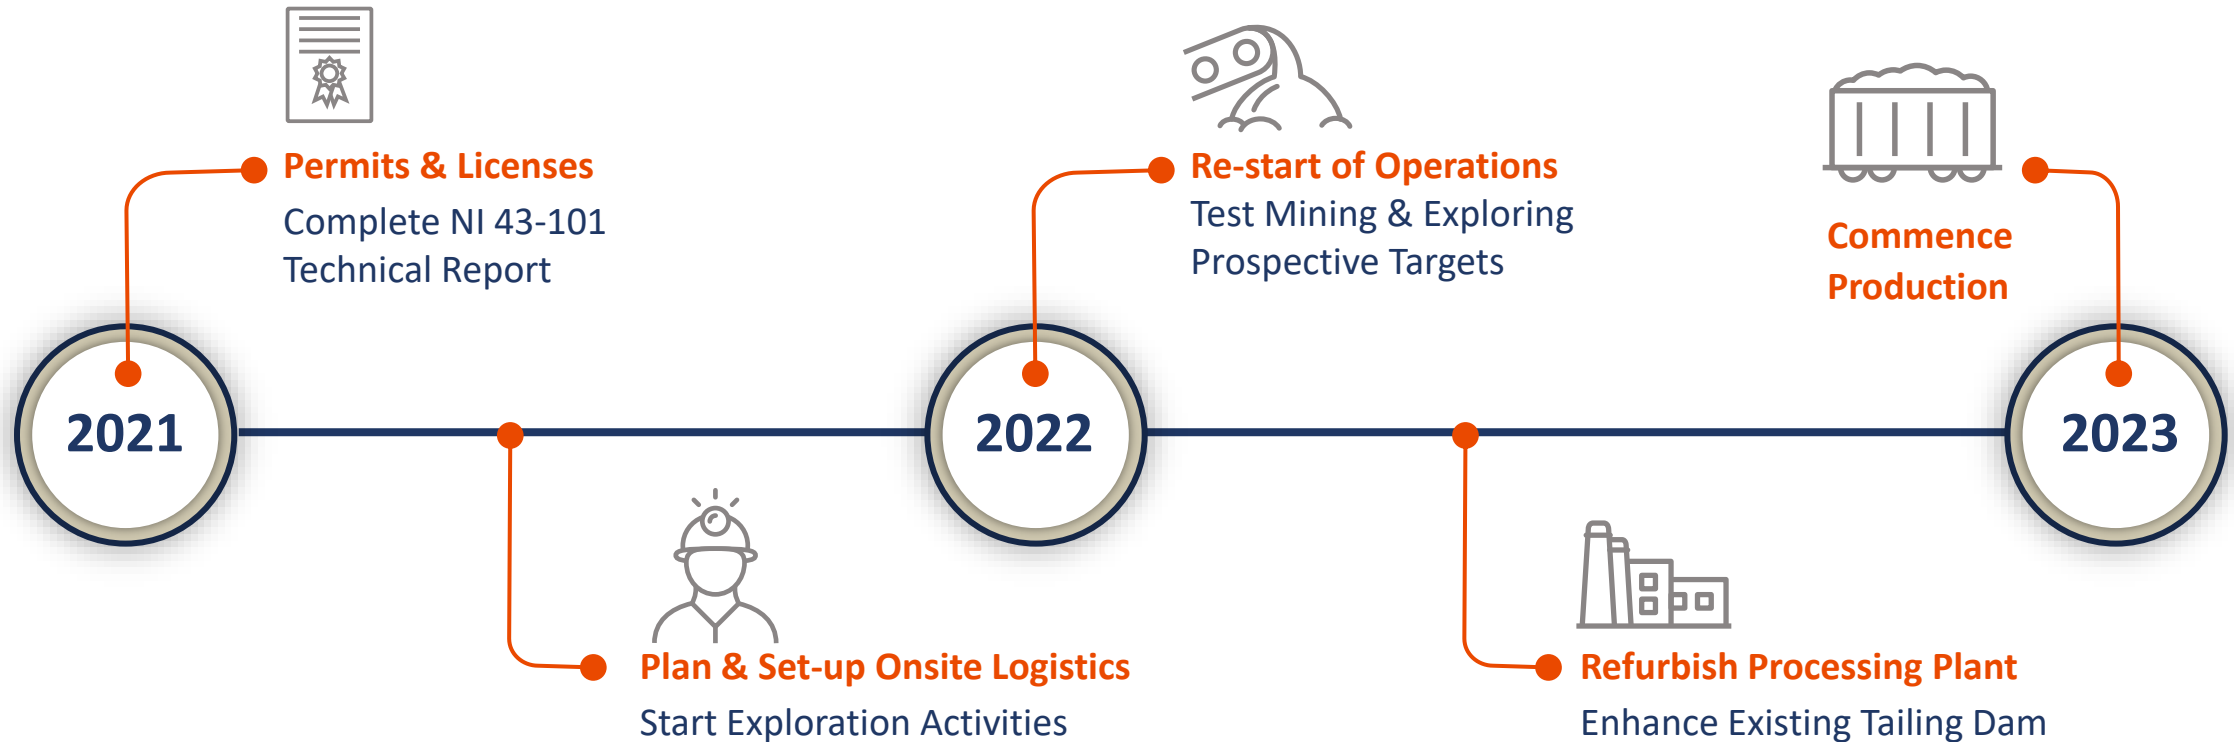 Permits & Licenses
Complete NI 43-101
Technical Report
Re-start of Operations
Test Mining & Exploring
Prospective Targets
Commence
Production
2021
2022
2023
Plan & Set-up Onsite Logistics
Start Exploration Activities
Refurbish Processing Plant
Enhance Existing Tailing Dam